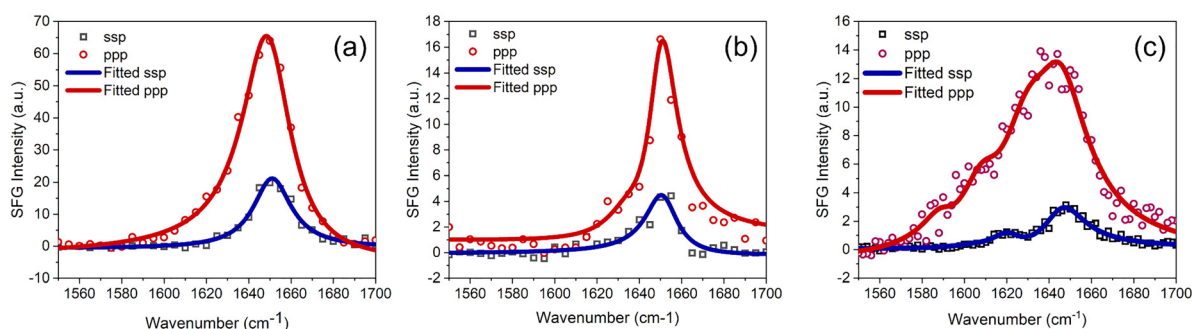 70
60
50
40
30
20
10
0
-10
SFG Intensity (a.u.)
ssp
ppp
Fitted ssp
Fitted ppp
(a)
1560 1580 1600 1620 1640 1660 1680 1700
Wavenumber (cm-1)
18
16
14
12
10
8
6
4
2
0
-2
SFG Intensity (a.u.)
ssp
ppp
Fitted ssp
Fitted ppp
(b)
1560 1580 1600 1620 1640 1660 1680 1700
Wavenumber (cm-1)
16
14
12
10
8
6
4
2
0
-2
SFG Intensity (a.u.)
ssp
ppp
Fitted ssp
Fitted ppp
(c)
1560 1580 1600 1620 1640 1660 1680 1700
Wavenumber (cm-1)